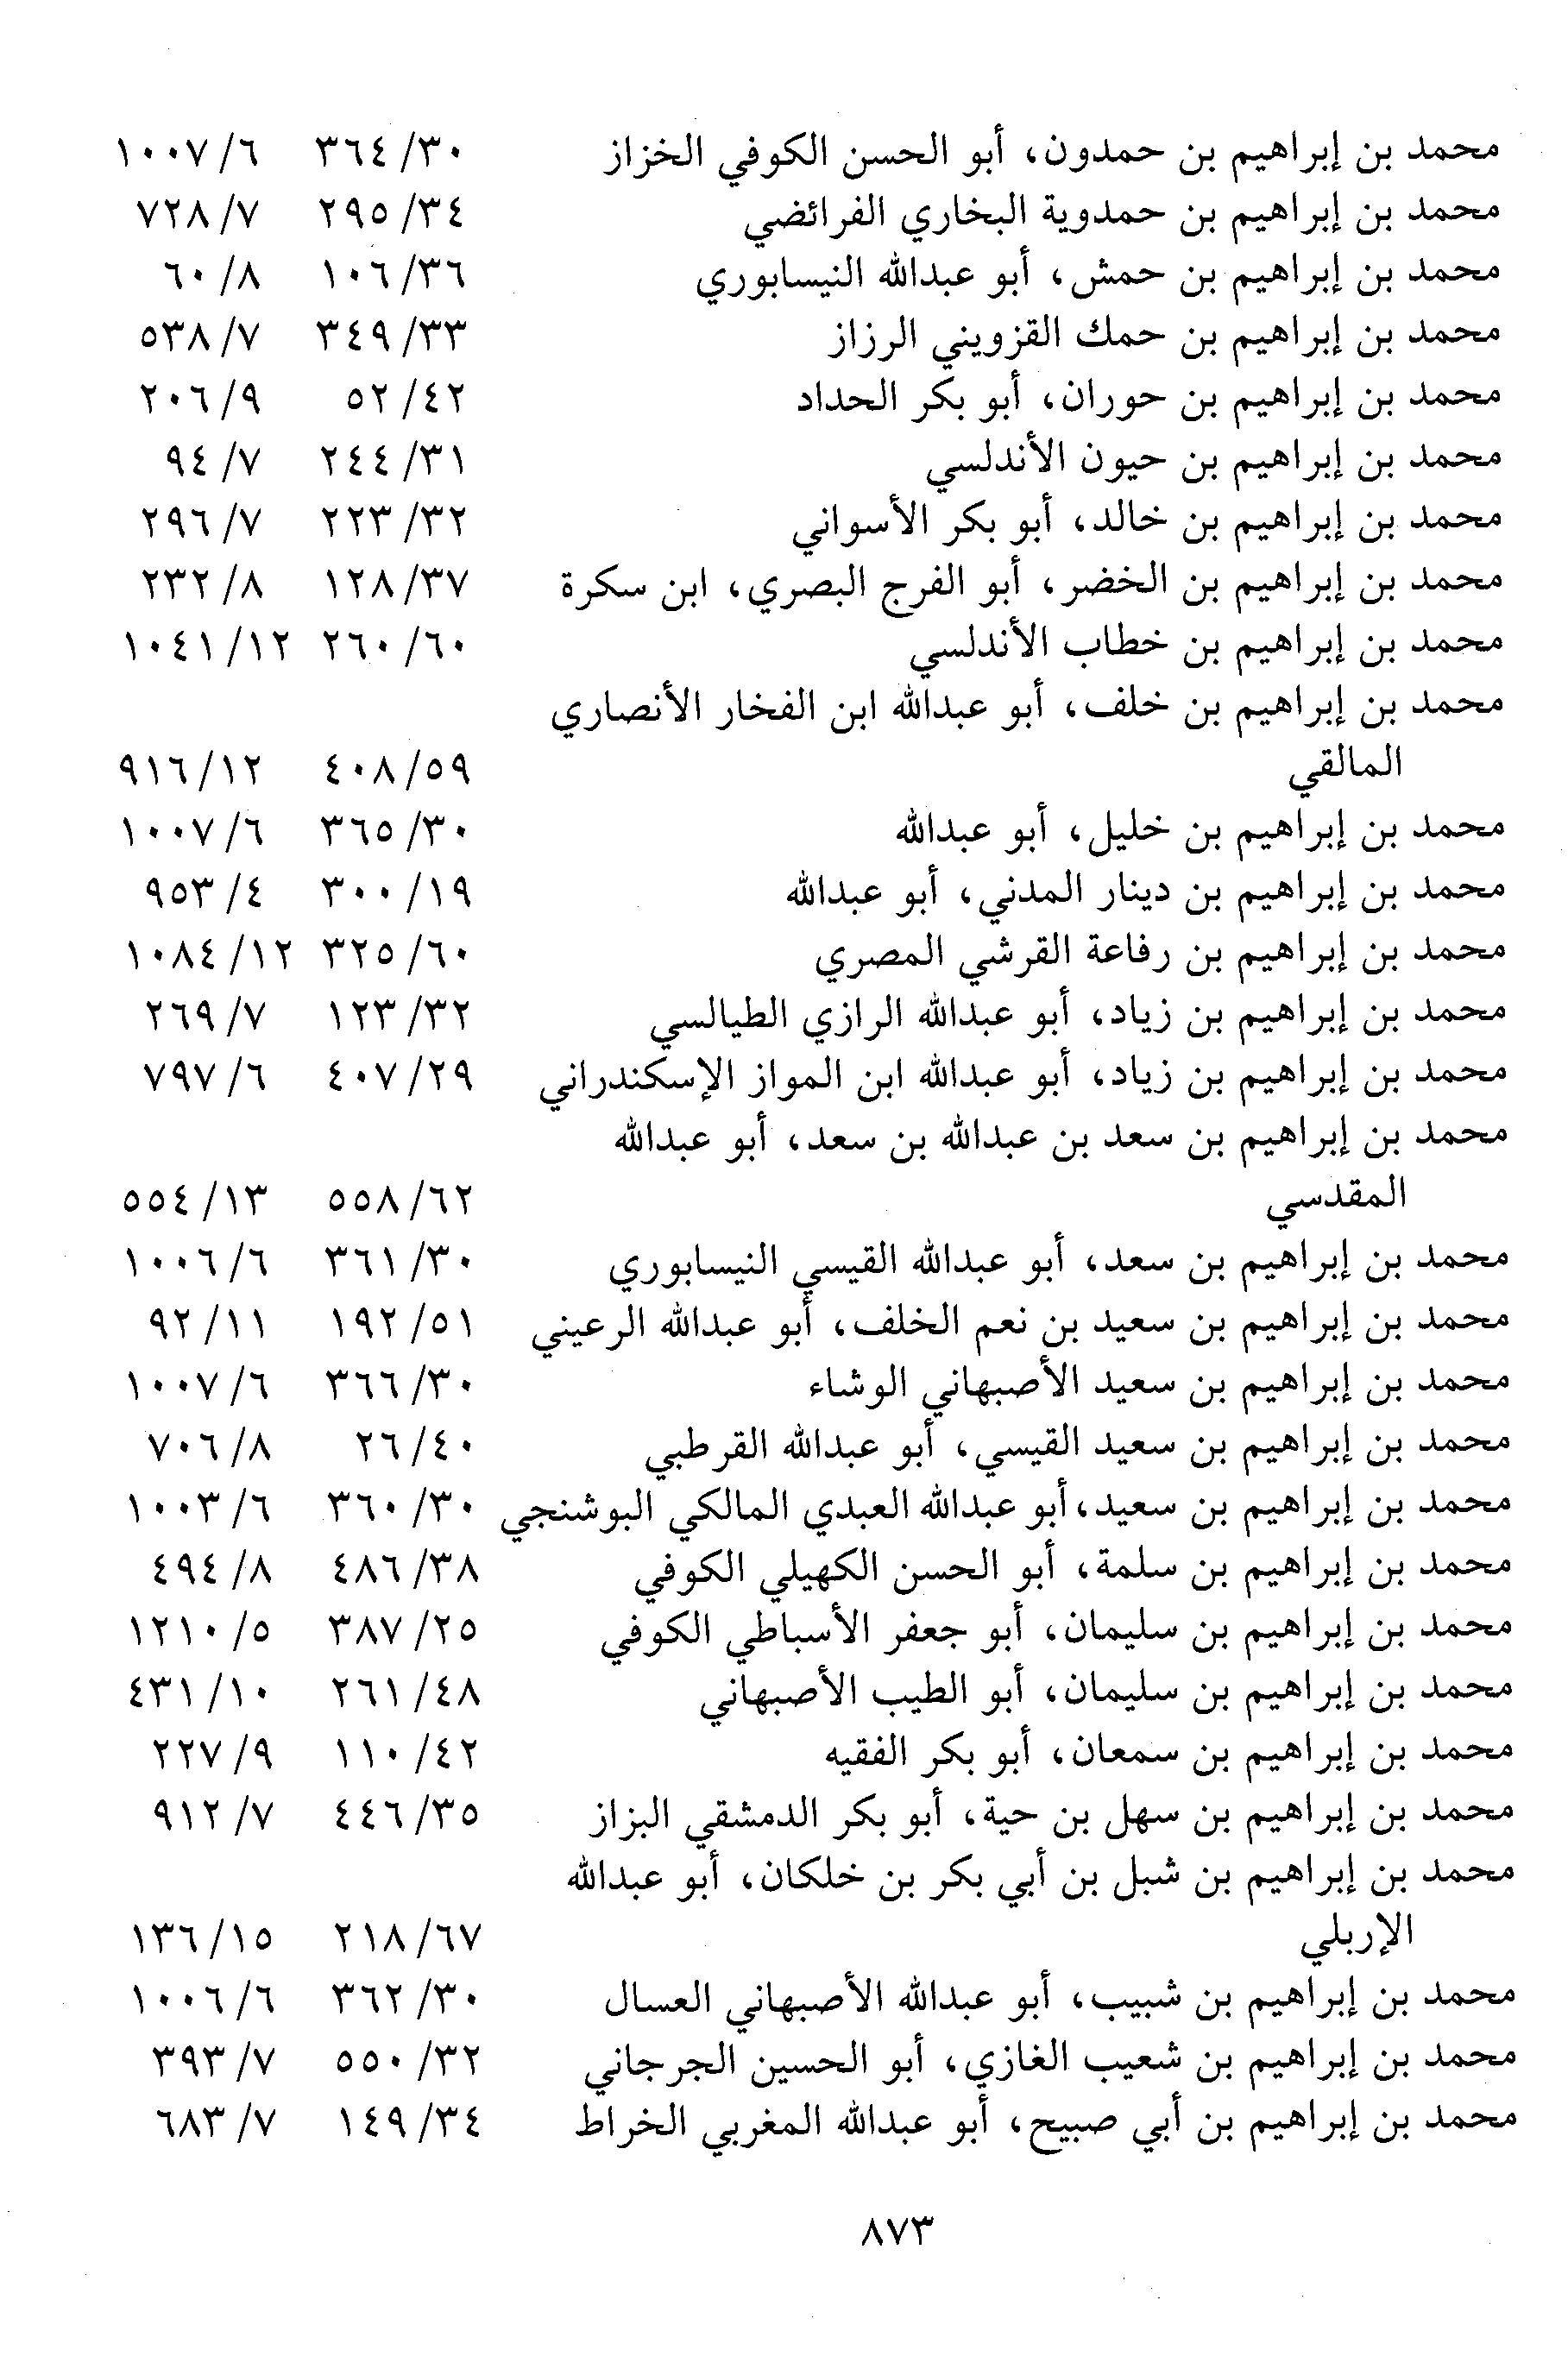 محمد بن إبراهيم بن حمدون، أبو الحسن الكوفي الخزاز ٣٠/ ٣٦٤ ٦/ ١٠٠٧
محمد بن إبراهيم بن حمدوية البخاري الفرائضي ٣٤/ ٢٩٥ ٧/ ٧٢٨
محمد بن إبراهيم بن حمش، أبو عبدالله النيسابوري ٣٦/ ١٠٦ ٨/ ٦٠
محمد بن إبراهيم بن حمك القزويني الرزاز ٣٣/ ٣٤٩ ٧/ ٥٣٨
محمد بن إبراهيم بن حوران، أبو بكر الحداد ٤٢/ ٥٢ ٩/ ٢٠٦
محمد بن إبراهيم بن حيون الأندلسي ٣١/ ٢٤٤ ٧/ ٩٤
محمد بن إبراهيم بن خالد، أبو بكر الأسواني ٣٢/ ٢٢٣ ٧/ ٢٩٦
محمد بن إبراهيم بن الخضر، أبو الفرج البصري، ابن سكرة ٣٧/ ١٢٨ ٨/ ٢٣٢
محمد بن إبراهيم بن خطاب الأندلسي ٦٠/ ٢٦٠ ١٢/ ١٠٤١
محمد بن إبراهيم بن خلف، أبو عبدالله ابن الفخار الأنصاري
المالقي ٥٩/ ٤٠٨ ١٢/ ٩١٦
محمد بن إبراهيم بن خليل، أبو عبدالله ٣٠/ ٣٦٥ ٦/ ١٠٠٧
محمد بن إبراهيم بن دينار المدني، أبو عبدالله ١٩/ ٣٠٠ ٤/ ٩٥٣
محمد بن إبراهيم بن رفاعة القرشي المصري ٦٠/ ٣٢٥ ١٢/ ١٠٨٤
محمد بن إبراهيم بن زياد، أبو عبدالله الرازي الطيالسي ٣٢/ ١٢٣ ٧/ ٢٦٩
محمد بن إبراهيم بن زياد، أبو عبدالله ابن المواز الإسكندراني ٢٩/ ٤٠٧ ٦/ ٧٩٧
محمد بن إبراهيم بن سعد بن عبدالله بن سعد، أبو عبدالله
المقدسي ٦٢/ ٥٥٨ ١٣/ ٥٥٤
محمد بن إبراهيم بن سعد، أبو عبدالله القيسي النيسابوري ٣٠/ ٣٦١ ٦/ ١٠٠٦
محمد بن إبراهيم بن سعيد بن نعم الخلف، أبو عبدالله الرعيني ٥١/ ١٩٢ ١١/ ٩٢
محمد بن إبراهيم بن سعيد الأصبهاني الوشاء ٣٠/ ٣٦٦ ٦/ ١٠٠٧
محمد بن إبراهيم بن سعيد القيسي، أبو عبدالله القرطبي ٤٠/ ٢٦ ٨/ ٧٠٦
محمد بن إبراهيم بن سعيد، أبو عبدالله العبدي المالكي البوشنجي ٣٠/ ٣٦٠ ٦/ ١٠٠٣
محمد بن إبراهيم بن سلمة، أبو الحسن الكهيلي الكوفي ٣٨/ ٤٨٦ ٨/ ٤٩٤
محمد بن إبراهيم بن سليمان، أبو جعفر الأسباطي الكوفي ٢٥/ ٣٨٧ ٥/ ١٢١٠
محمد بن إبراهيم بن سليمان، أبو الطيب الأصبهاني ٤٨/ ٢٦١ ١٠/ ٤٣١
محمد بن إبراهيم بن سمعان، أبو بكر الفقيه ٤٢/ ١١٠ ٩/ ٢٢٧
محمد بن إبراهيم بن سهل بن حية، أبو بكر الدمشقي البزاز ٣٥/ ٤٤٦ ٧/ ٩١٢
محمد بن إبراهيم بن شبل بن أبي بكر بن خلكان، أبو عبدالله
الإربلي ٦٧/ ٢١٨ ١٥/ ١٣٦
محمد بن إبراهيم بن شبيب، أبو عبدالله الأصبهاني العسال ٣٠/ ٣٦٢ ٦/ ١٠٠٦
محمد بن إبراهيم بن شعيب الغازي، أبو الحسين الجرجاني ٣٢/ ٥٥٠ ٧/ ٣٩٣
محمد بن إبراهيم بن أبي صبيح، أبو عبدالله المغربي الخراط ٣٤/ ١٤٩ ٧/ ٦٨٣
٨٧٣